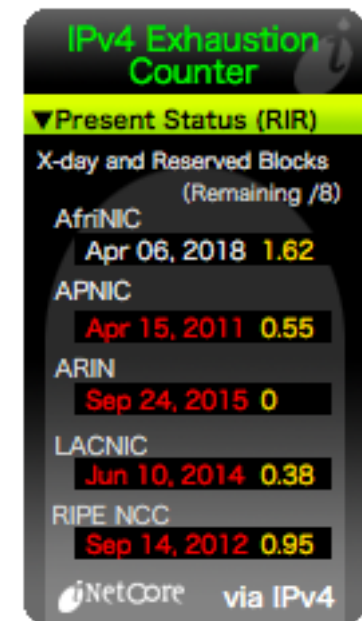 IPv4 Exhaustion
Counter
▼Present Status (RIR)
X-day and Reserved Blocks
(Remaining /8)
AfriNIC
Apr 06, 2018 1.62
APNIC
Apr 15, 2011 0.55
ARIN
Sep 24, 2015 0
LACNIC
Jun 10, 2014 0.38
RIPE NCC
Sep 14, 2012 0.95
iNetCore via IPv4